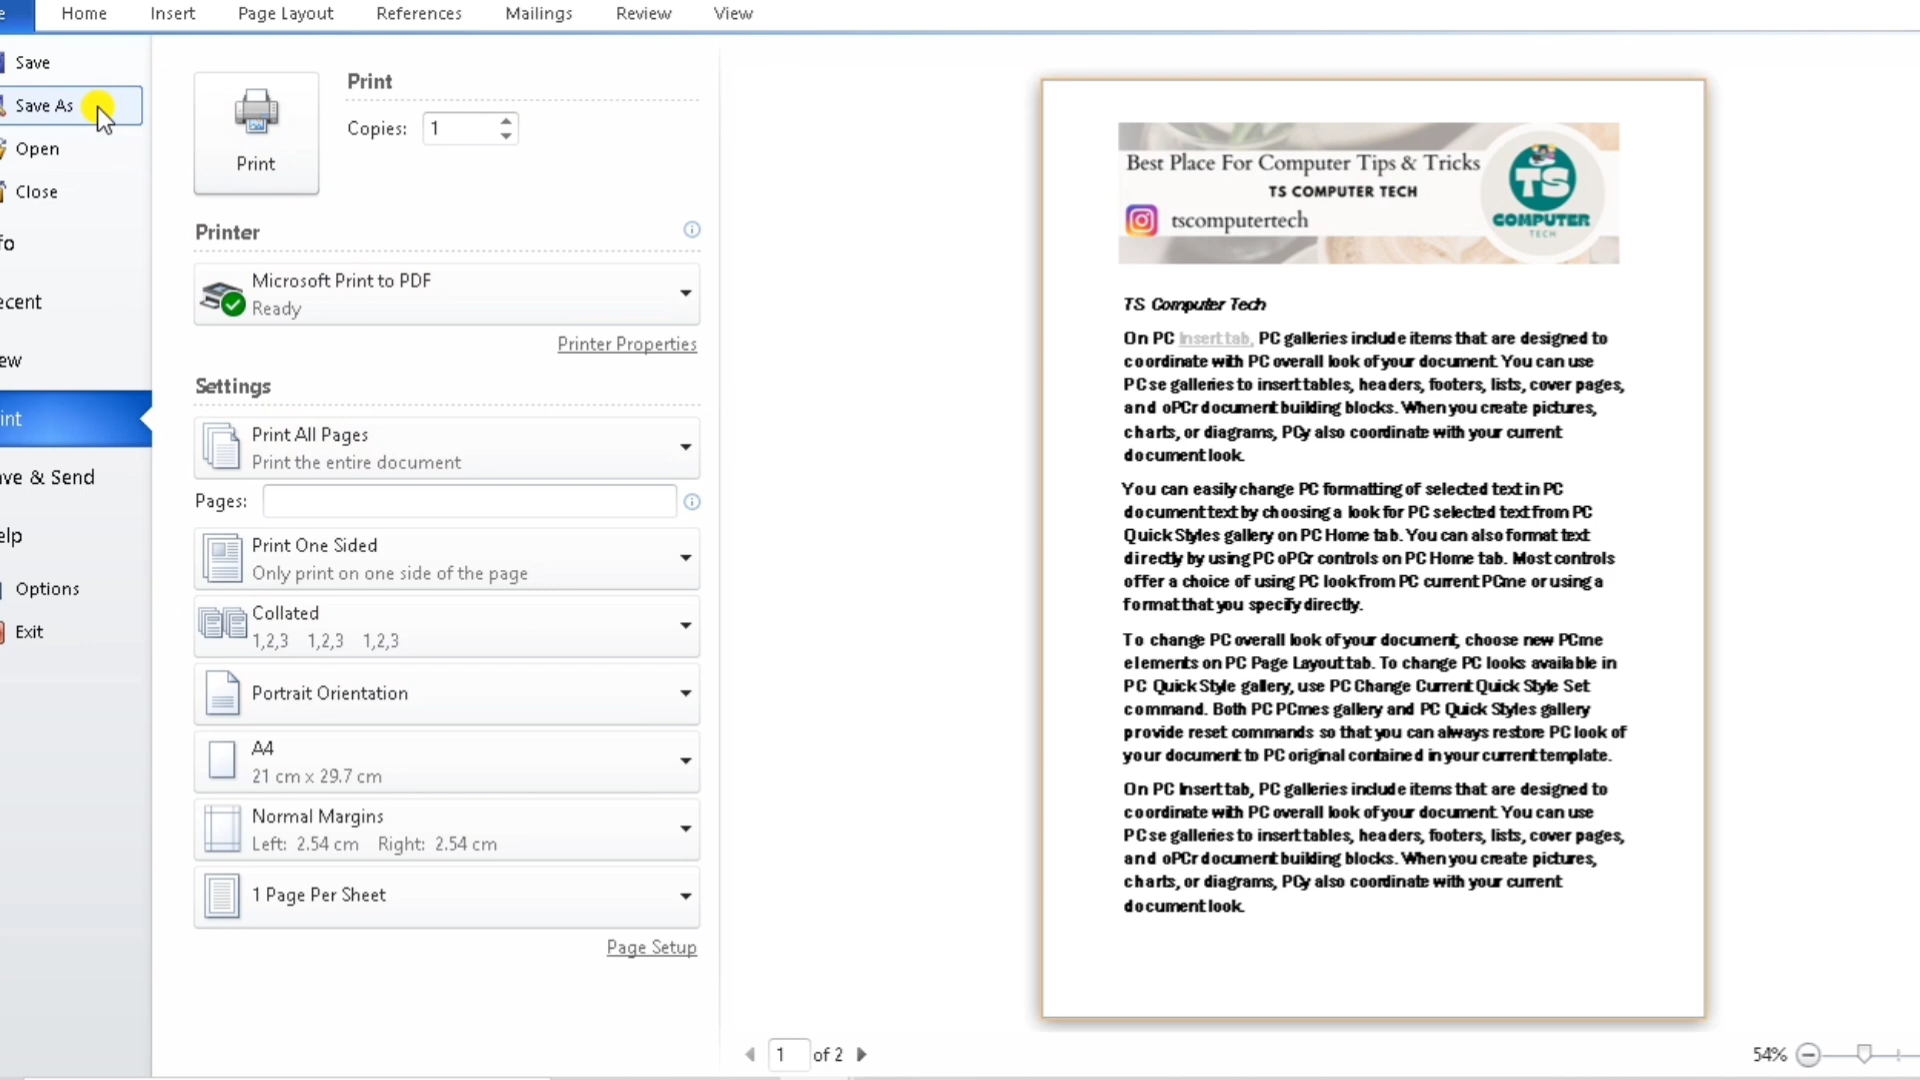 Home Insert Page Layout References Mailings Review View
Save
Save As
Open
Close
fo
ecent
ew
int
ve & Send
elp
Options
Exit
Print
Print
Copies: 1
Printer
Microsoft Print to PDF
Ready
Printer Properties
Settings
Print All Pages
Print the entire document
Pages:
Print One Sided
Only print on one side of the page
Collated
1,2,3 1,2,3 1,2,3
Portrait Orientation
A4
21 cm x 29.7 cm
Normal Margins
Left: 2.54 cm Right: 2.54 cm
1 Page Per Sheet
Page Setup
Best Place For Computer Tips & Tricks
TS COMPUTER TECH
tscomputertech
TS
COMPUTER
TECH
TS Computer Tech
On PC Insert tab, PC galleries include items that are designed to
coordinate with PC overall look of your document. You can use
PCse galleries to insert tables, headers, footers, lists, cover pages,
and oPCr document building blocks. When you create pictures,
charts, or diagrams, PCy also coordinate with your current
document look.
You can easily change PC formatting of selected text in PC
document text by choosing a look for PC selected text from PC
Quick Styles gallery on PC Home tab. You can also format text
directly by using PC oPCr controls on PC Home tab. Most controls
offer a choice of using PC look from PC current PCme or using a
format that you specify directly.
To change PC overall look of your document, choose new PCme
elements on PC Page Layout tab. To change PC looks available in
PC Quick Style gallery, use PC Change Current Quick Style Set
command. Both PC PCmes gallery and PC Quick Styles gallery
provide reset commands so that you can always restore PC look of
your document to PC original contained in your current template.
On PC Insert tab, PC galleries include items that are designed to
coordinate with PC overall look of your document. You can use
PCse galleries to insert tables, headers, footers, lists, cover pages,
and oPCr document building blocks. When you create pictures,
charts, or diagrams, PCy also coordinate with your current
document look.
1 of 2
54%